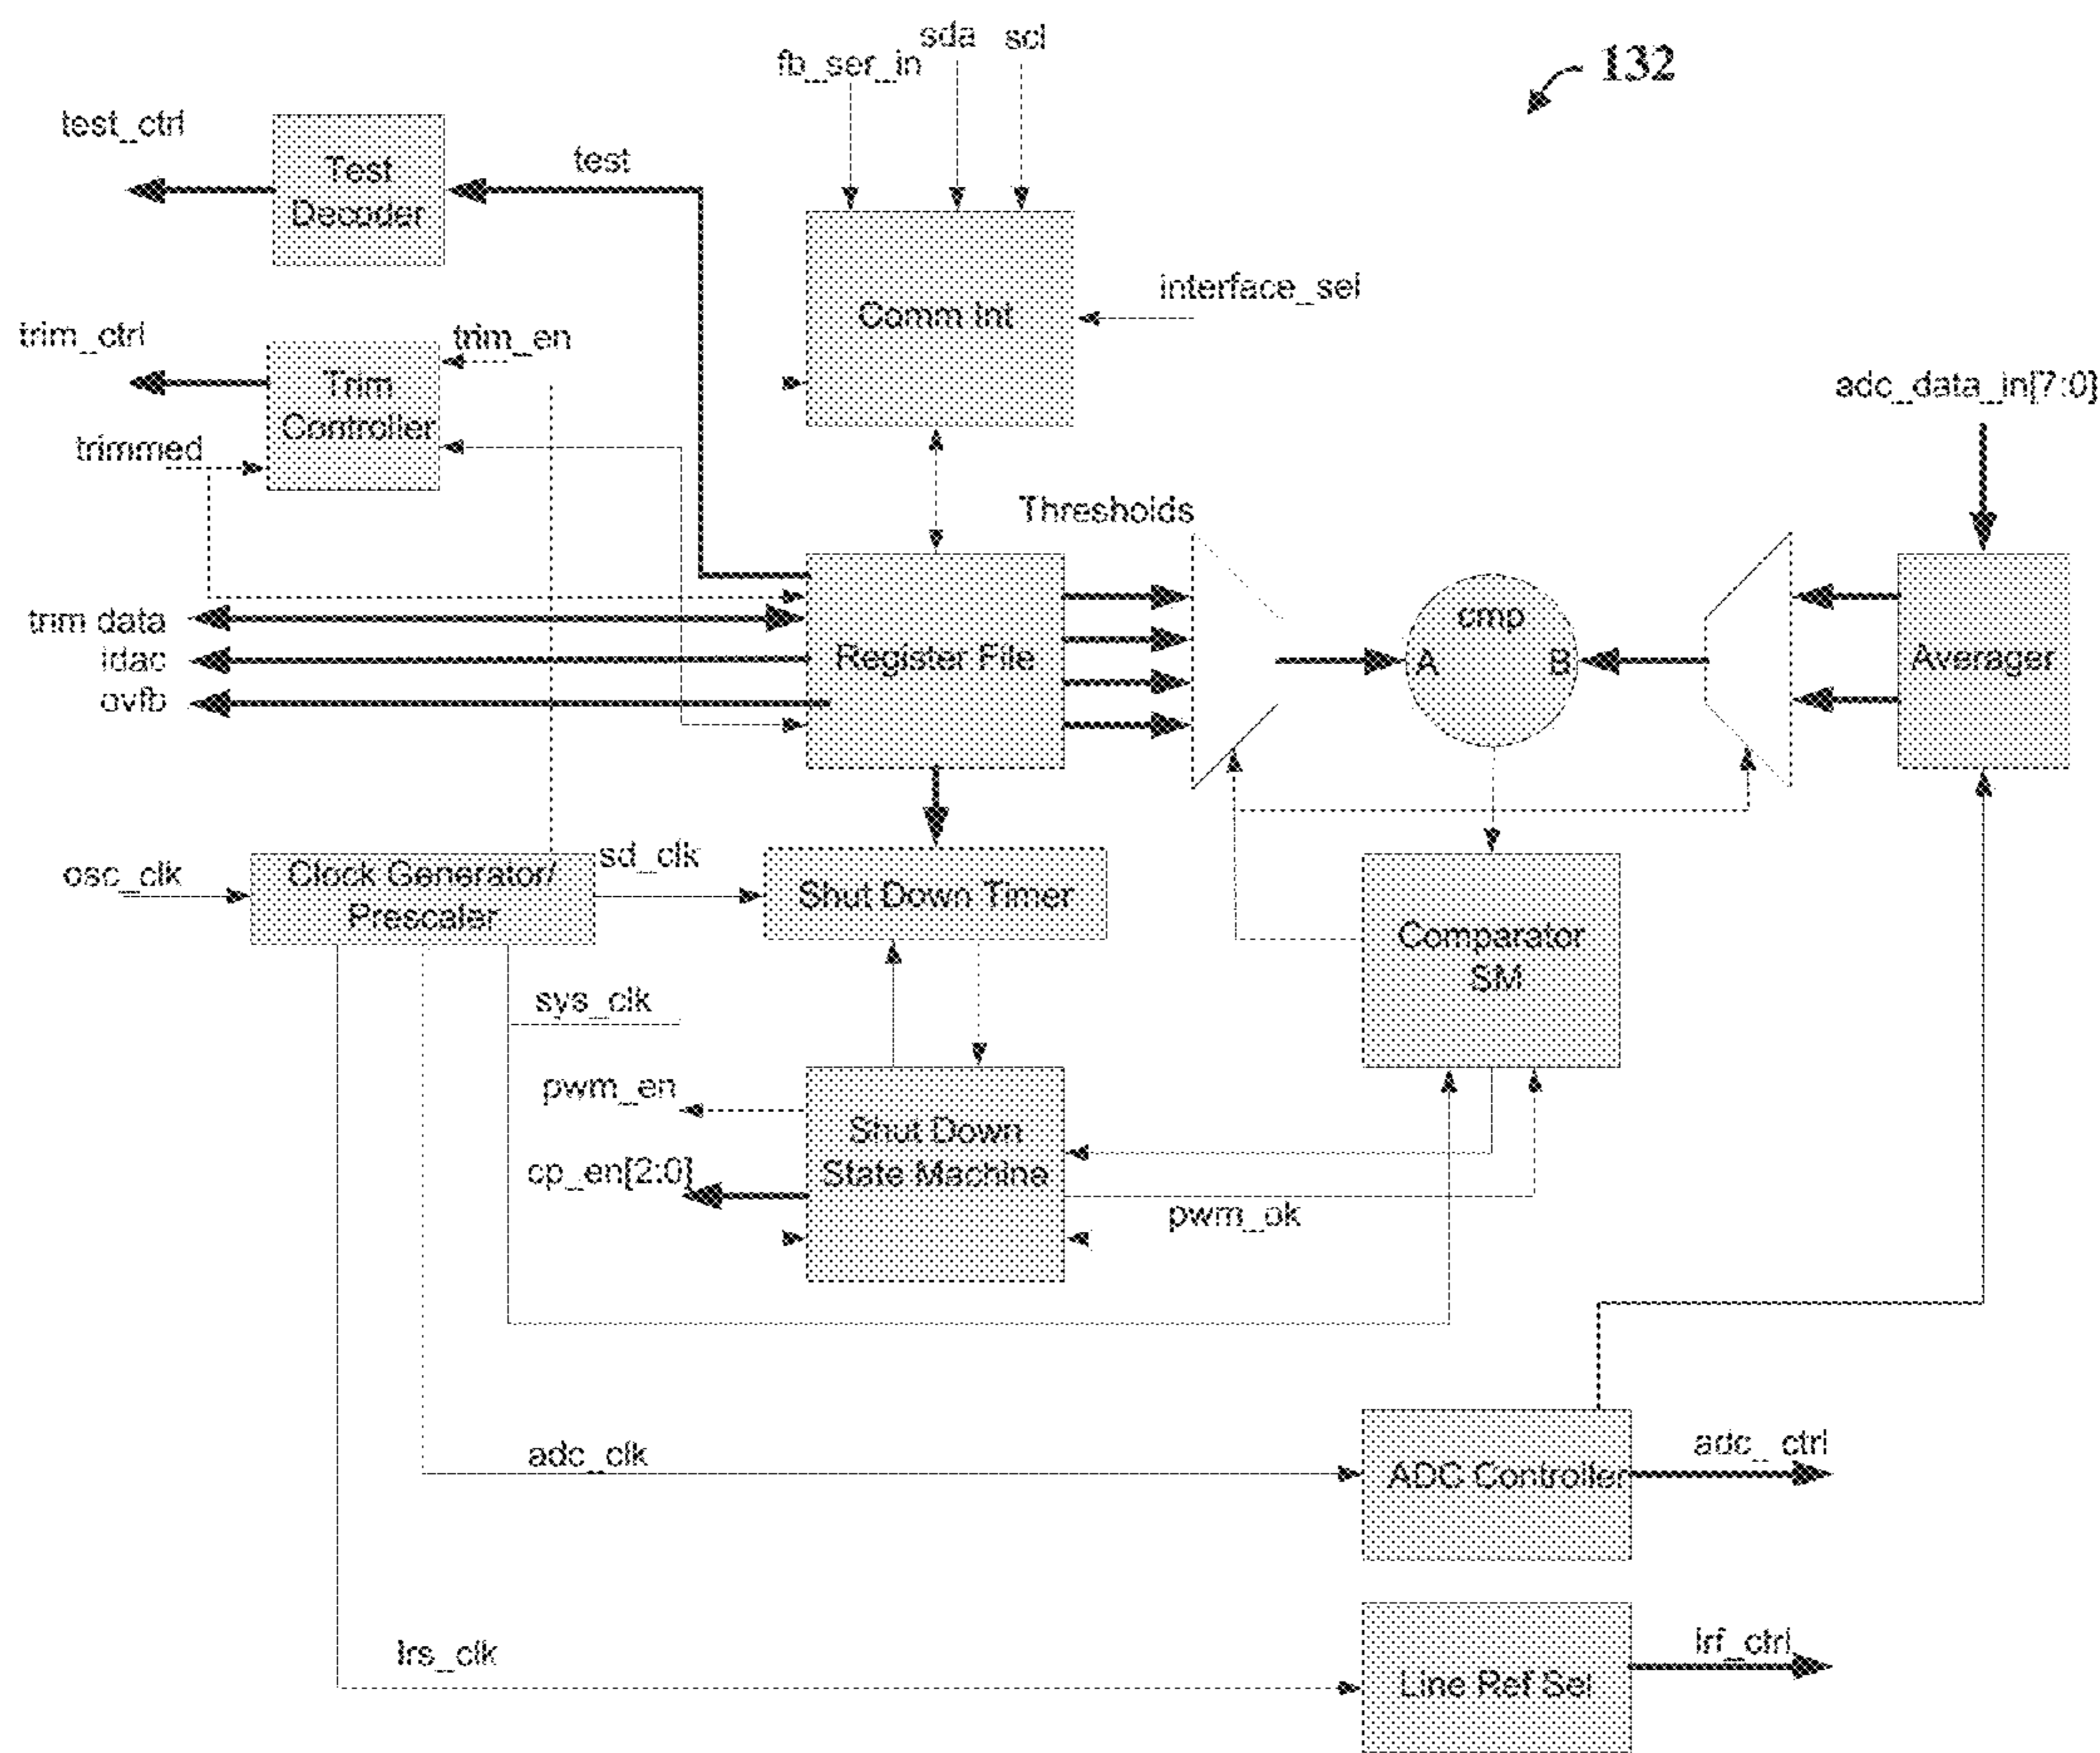 sda
scl
fb_ser_in
132
test_ctrl
Test
Decoder
test
interface_sel
Comm Int
trim_ctrl
trim_en
Trim
Controller
adc_data_in[7:0]
trimmed
Thresholds
cmp
trim data
idac
Register File
A
B
Averager
ovfb
osc_clk
Clock Generator/
Prescaler
sd_clk
Shut Down Timer
Comparator
SM
sys_clk
pwm_en
Shut Down
State Machine
cp_en[2:0]
pwm_ok
adc_clk
ADC Controller
adc_ ctrl
lrs_clk
Line Ref Sel
lrf_ctrl